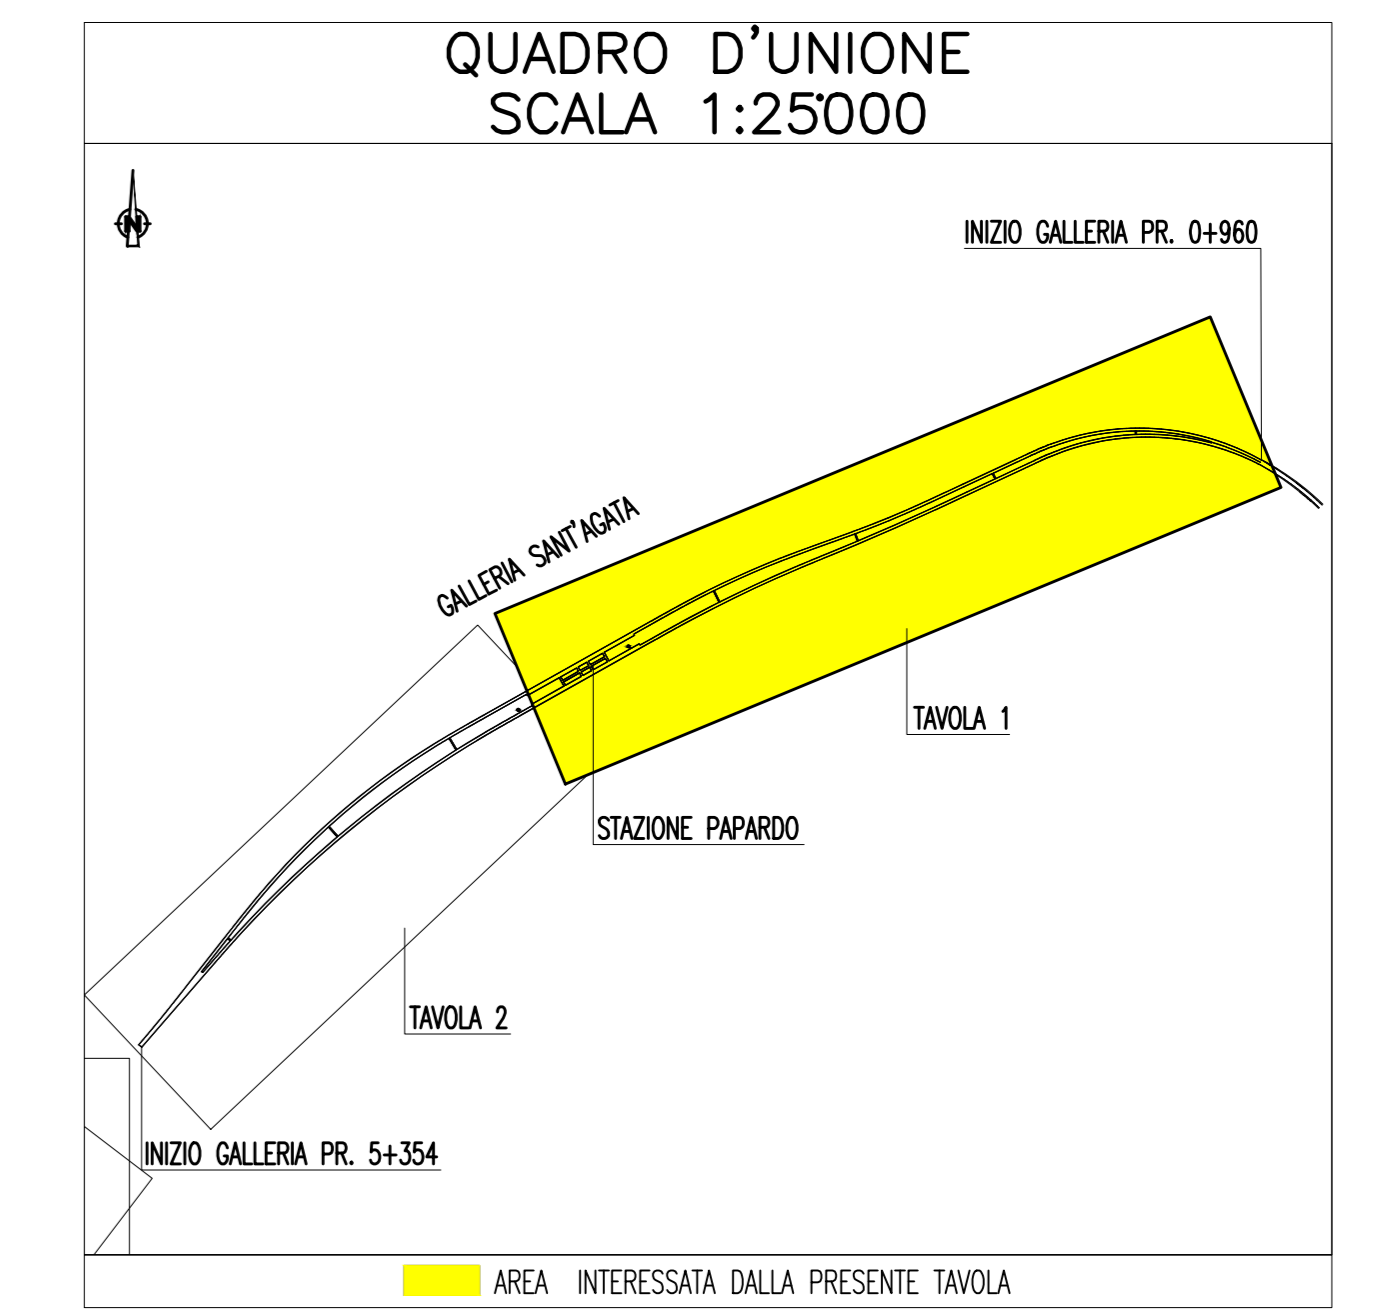 QUADRO D'UNIONE
SCALA 1:25'000
N
INIZIO GALLERIA PR. 0+960
GALLERIA SANT'AGATA
TAVOLA 1
STAZIONE PAPARDO
TAVOLA 2
INIZIO GALLERIA PR. 5+354
AREA INTERESSATA DALLA PRESENTE TAVOLA